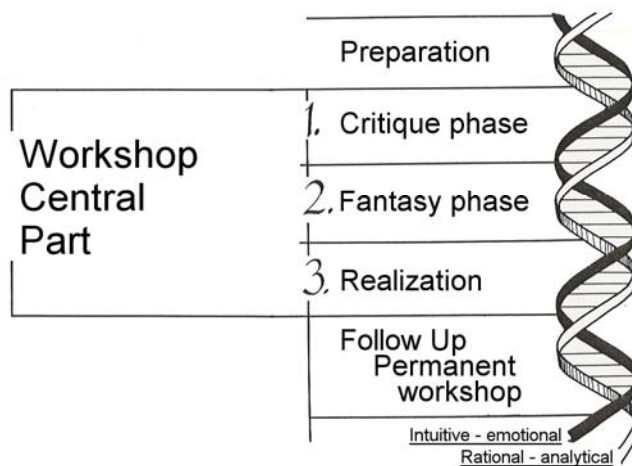 Preparation
1. Critique phase
Workshop
Central
Part
2. Fantasy phase
3. Realization
Follow Up
Permanent
workshop
Intuitive - emotional
Rational - analytical